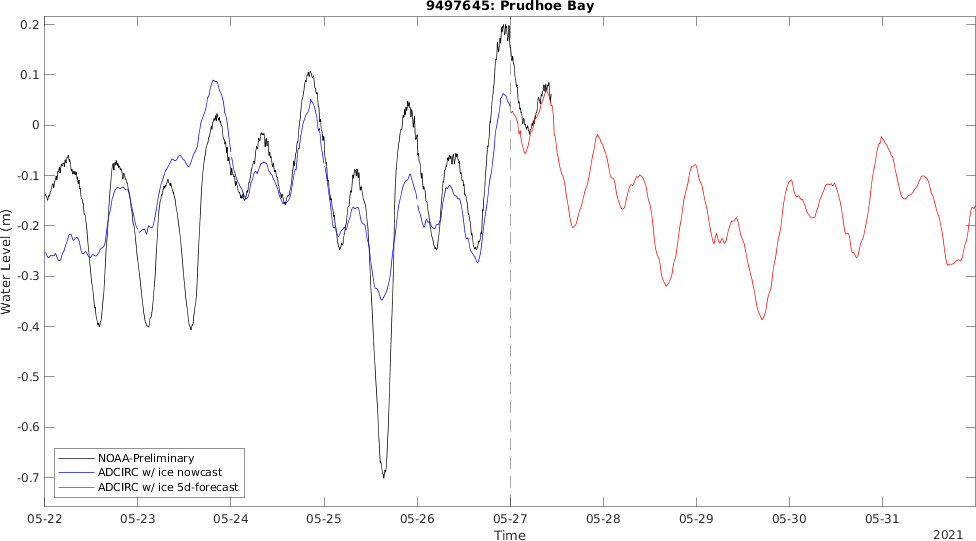 9497645: Prudhoe Bay
Water Level (m)
0.2
0.1
0
-0.1
-0.2
-0.3
-0.4
-0.5
-0.6
-0.7
NOAA-Preliminary
ADCIRC w/ ice nowcast
ADCIRC w/ ice 5d-forecast
05-22 05-23 05-24 05-25 05-26 05-27 05-28 05-29 05-30 05-31
Time
2021